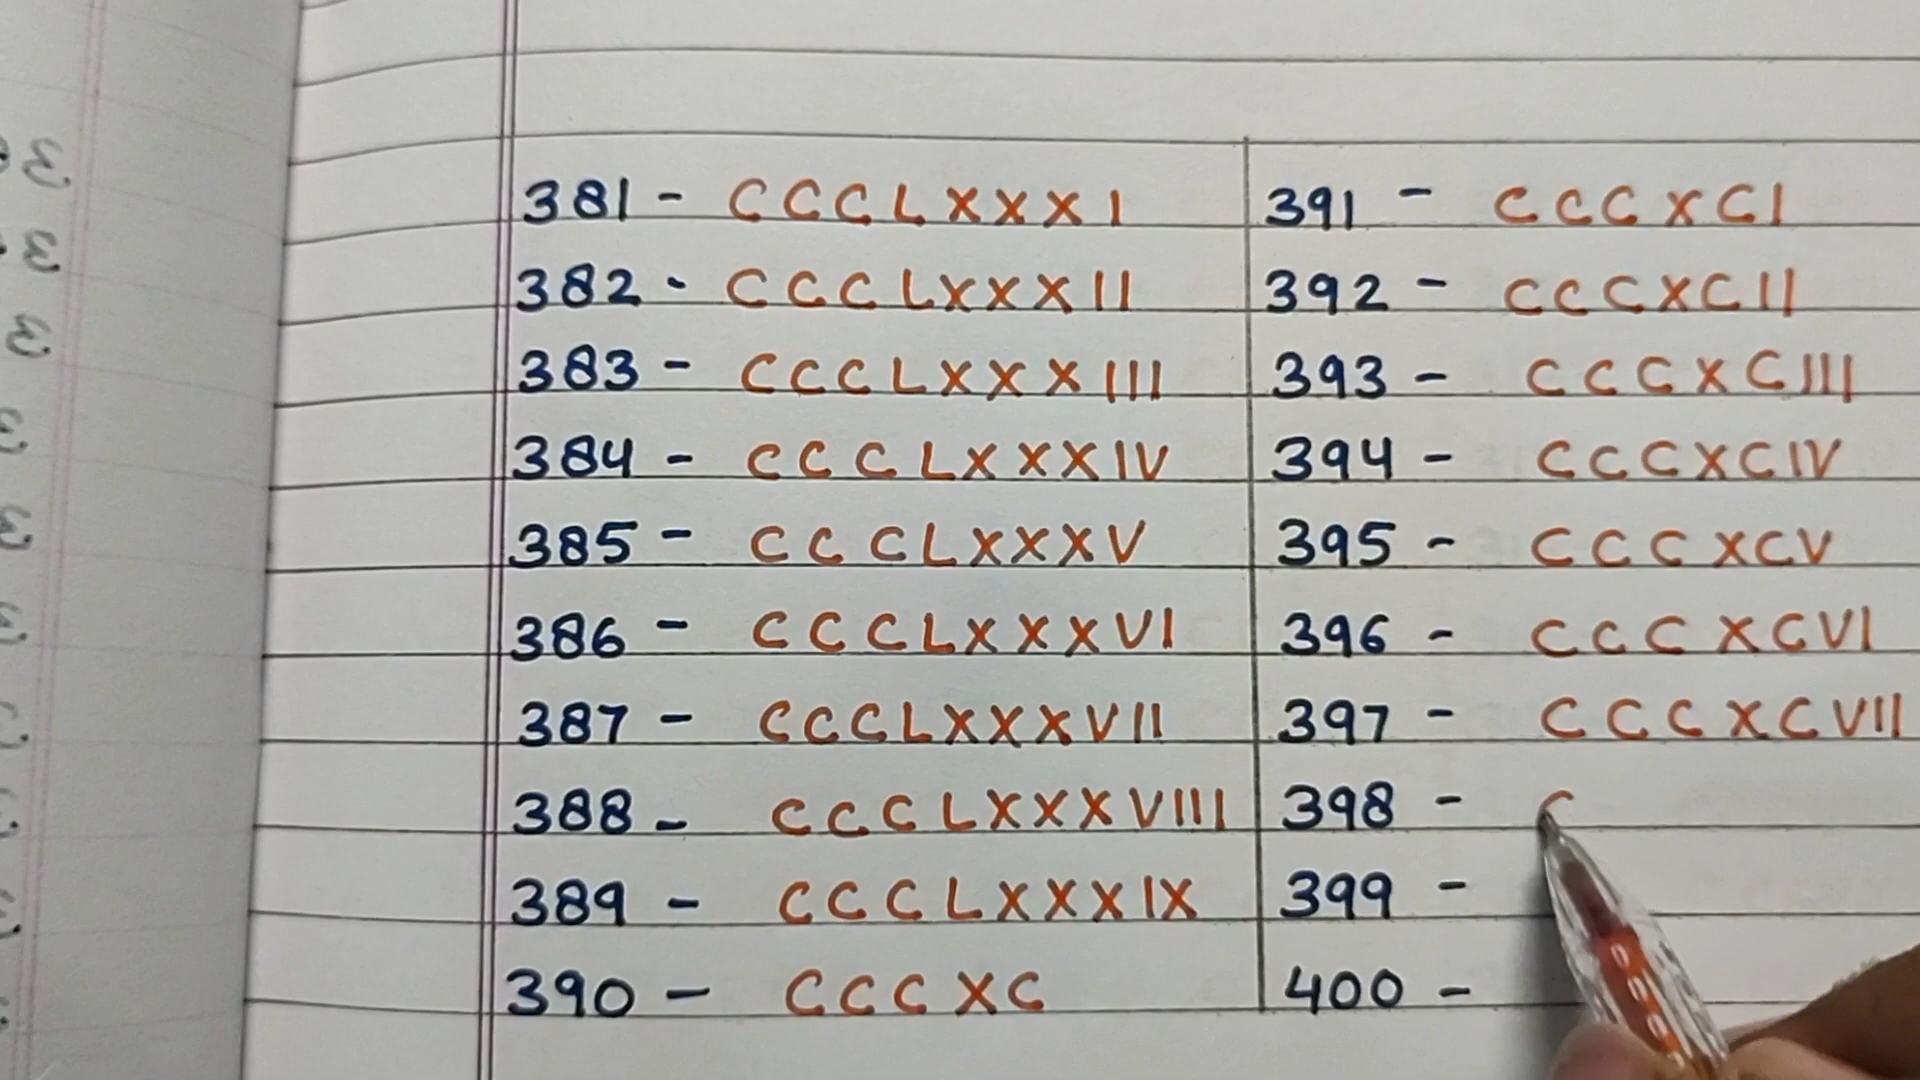 381 - CCCLXXXI
382 - CCCLXXXII
383 - CCCLXXXIII
384 - CCCLXXXIV
385 - CCCLXXXV
386 - CCCLXXXVI
387 - CCCLXXXVII
388 - CCCLXXXVIII
389 - CCCLXXXIX
390 - CCCXC
391 - CCCXCI
392 - CCCXCII
393 - CCCXCIII
394 - CCCXCIV
395 - CCCXCV
396 - CCCXCVI
397 - CCCXCVII
398 - C
399 -
400 -